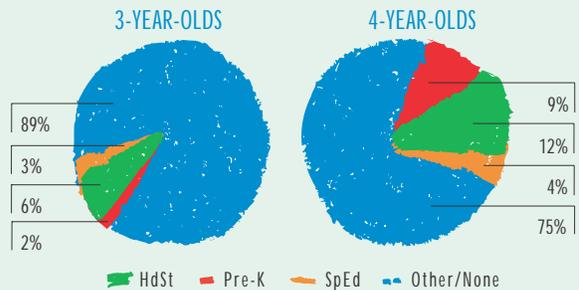 3-YEAR-OLDS
4-YEAR-OLDS
89%
3%
6%
2%
9%
12%
4%
75%
HdSt Pre-K SpEd Other/None